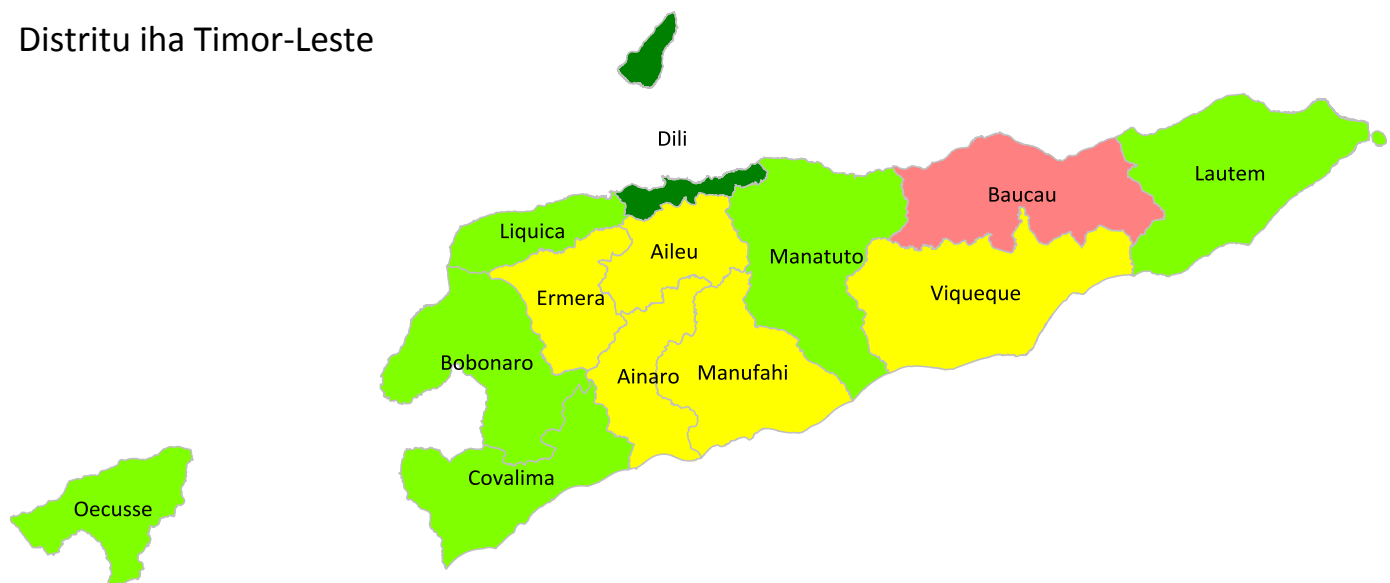 Distritu iha Timor-Leste
Dili
Lautem
Baucau
Liquica
Aileu
Manatuto
Ermera
Viqueque
Bobonaro
Ainaro
Manufahi
Covalima
Oecusse